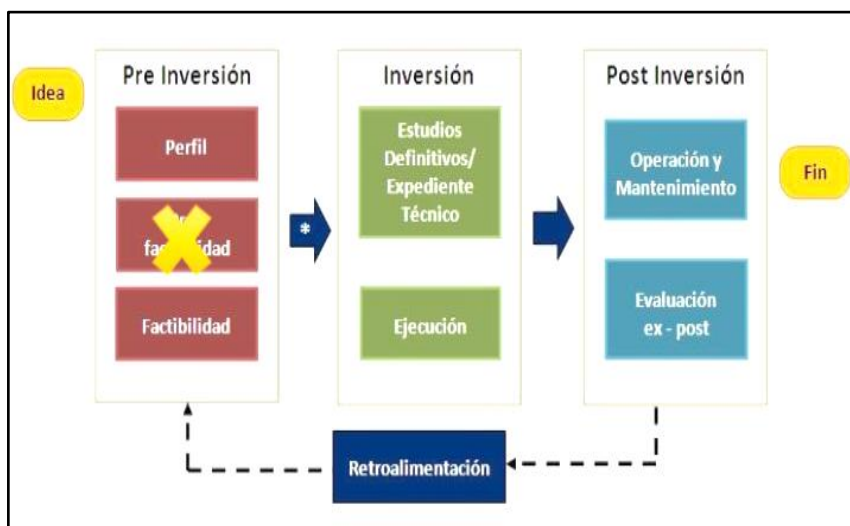 Idea
Pre Inversión
Perfil
Factibilidad
*
Inversión
Estudios
Definitivos/
Expediente
Técnico
Ejecución
Post Inversión
Operación y
Mantenimiento
Evaluación
ex - post
Fin
Retroalimentación